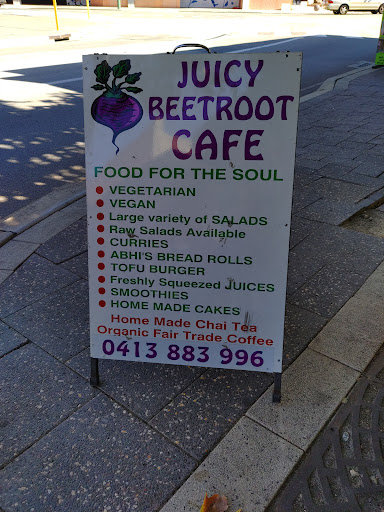 JUICY
BEETROOT
CAFE
FOOD FOR THE SOUL
VEGETARIAN
VEGAN
Large variety of SALADS
Raw Salads Available
CURRIES
ABHI'S BREAD ROLLS
TOFU BURGER
Freshly Squeezed JUICES
SMOOTHIES
HOME MADE CAKES
Home Made Chai Tea
Organic Fair Trade Coffee
0413 883 996